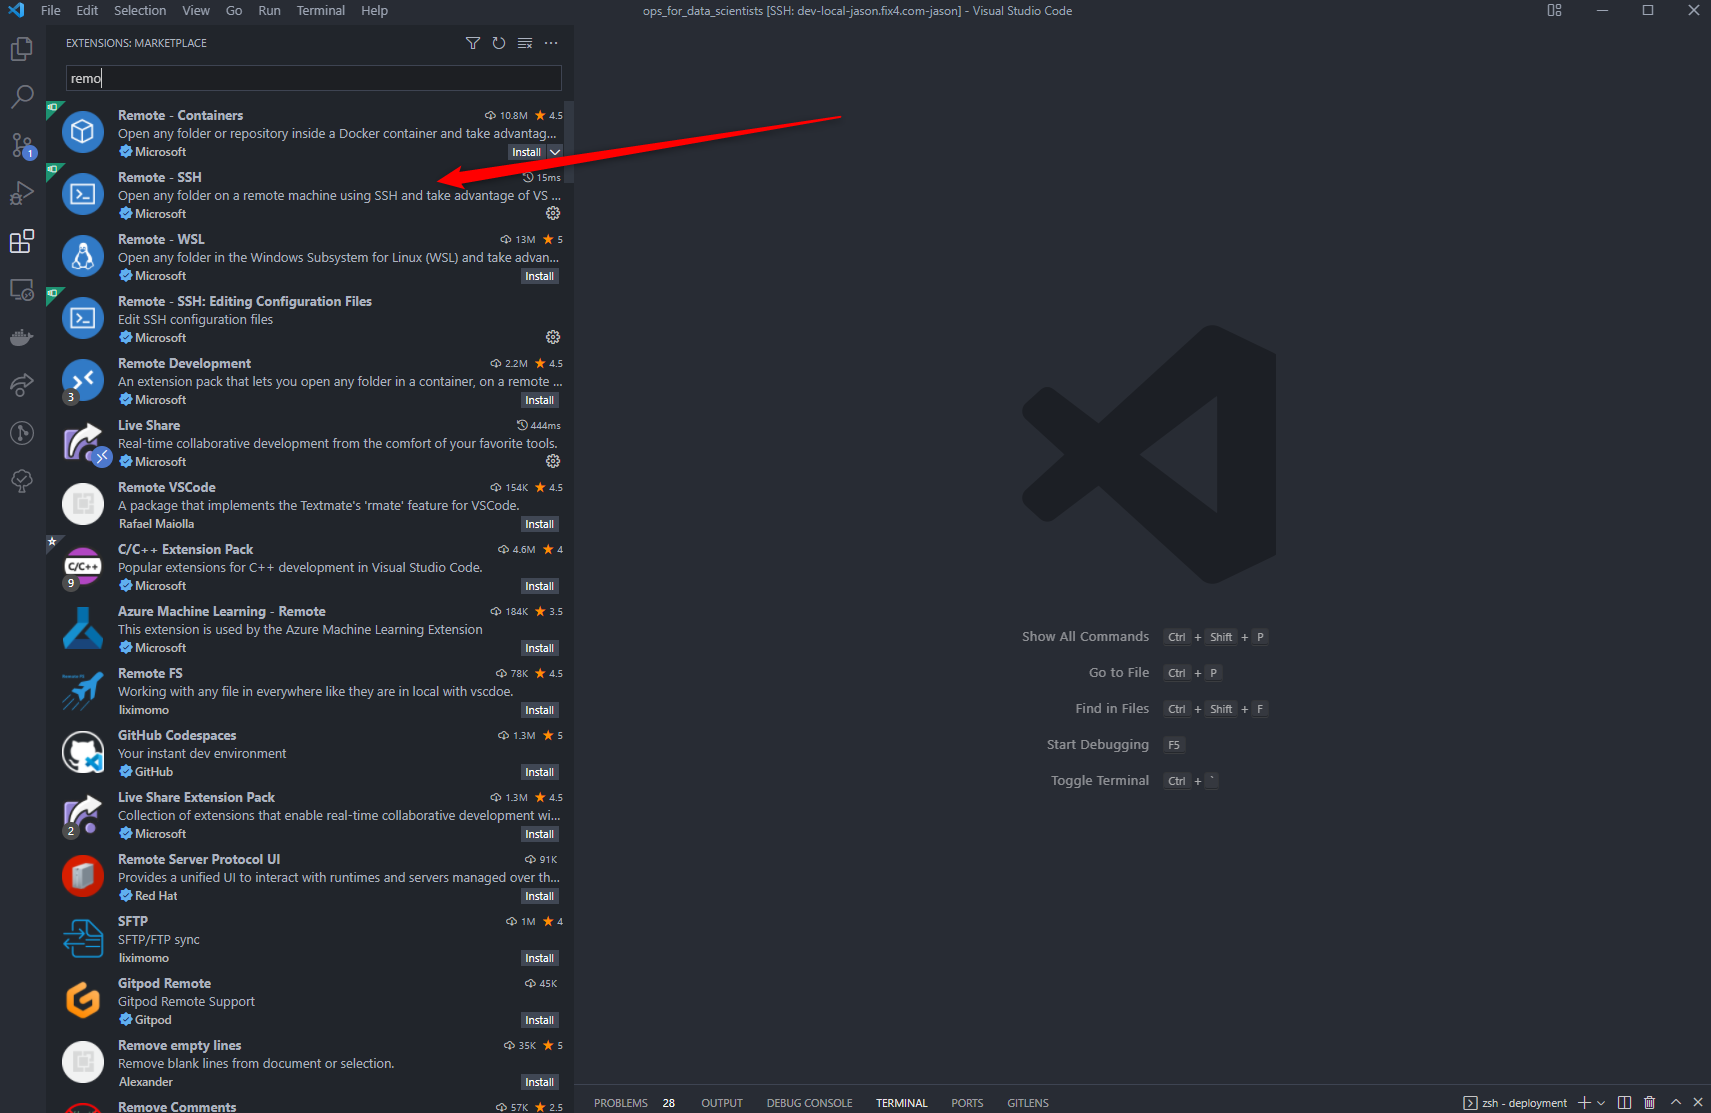 File Edit Selection View Go Run Terminal Help
ops_for_data_scientists [SSH: dev-local-jason.fix4.com-jason] - Visual Studio Code
EXTENSIONS: MARKETPLACE
remo
Remote - Containers 10.8M 4.5
Open any folder or repository inside a Docker container and take advantag...
Microsoft Install
Remote - SSH 15ms
Open any folder on a remote machine using SSH and take advantage of VS ...
Microsoft
Remote - WSL 13M 5
Open any folder in the Windows Subsystem for Linux (WSL) and take advan...
Microsoft Install
Remote - SSH: Editing Configuration Files
Edit SSH configuration files
Microsoft
Remote Development 2.2M 4.5
An extension pack that lets you open any folder in a container, on a remote ...
3 Microsoft Install
Live Share 444ms
Real-time collaborative development from the comfort of your favorite tools.
Microsoft
Remote VSCode 154K 4.5
A package that implements the Textmate's 'rmate' feature for VSCode.
Rafael Maiolla Install
C/C++ Extension Pack 4.6M 4
C/C++ Popular extensions for C++ development in Visual Studio Code.
9 Microsoft Install
Azure Machine Learning - Remote 184K 3.5
This extension is used by the Azure Machine Learning Extension
Microsoft Install
Remote FS 78K 4.5
Working with any file in everywhere like they are in local with vscdoe.
liximomo Install
GitHub Codespaces 1.3M 5
Your instant dev environment
GitHub Install
Live Share Extension Pack 1.3M 4.5
Collection of extensions that enable real-time collaborative development wi...
2 Microsoft Install
Remote Server Protocol UI 91K
Provides a unified UI to interact with runtimes and servers managed over th...
Red Hat Install
SFTP 1M 4
SFTP/FTP sync
liximomo Install
Gitpod Remote 45K
Gitpod Remote Support
Gitpod Install
Remove empty lines 35K 5
Remove blank lines from document or selection.
Alexander Install
Remove Comments 57K 2.5
1
Show All Commands Ctrl + Shift + P
Go to File Ctrl + P
Find in Files Ctrl + Shift + F
Start Debugging F5
Toggle Terminal Ctrl + `
PROBLEMS 28 OUTPUT DEBUG CONSOLE TERMINAL PORTS GITLENS
zsh - deployment